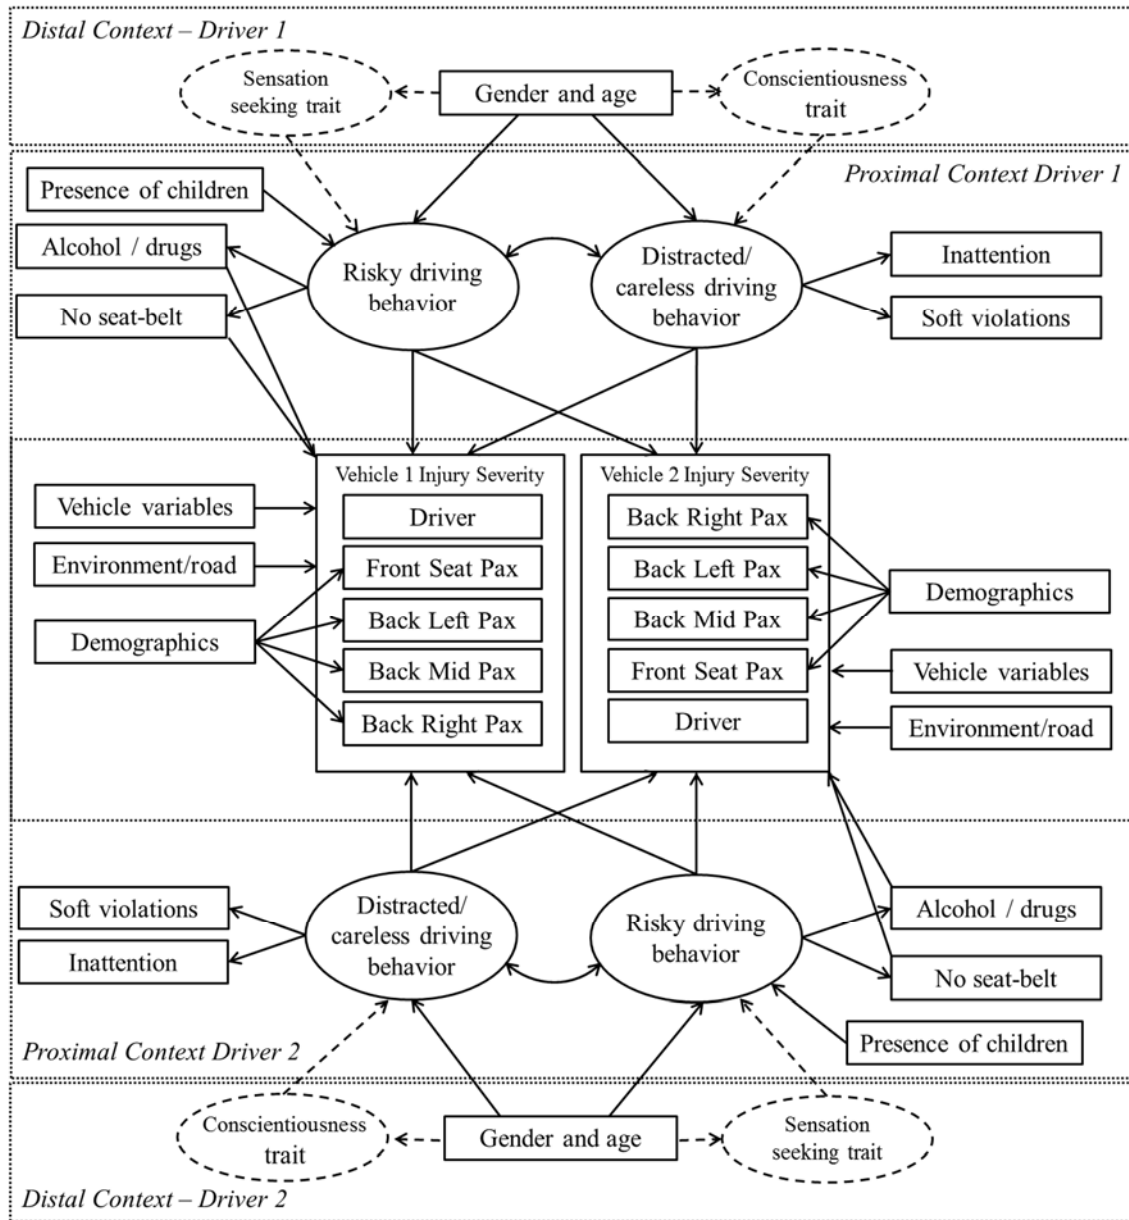 Distal Context – Driver 1
Sensation
seeking trait
Gender and age
Conscientiousness
trait
Proximal Context Driver 1
Presence of children
Alcohol / drugs
No seat-belt
Risky driving
behavior
Distracted/
careless driving
behavior
Inattention
Soft violations
Vehicle 1 Injury Severity
Driver
Front Seat Pax
Back Left Pax
Back Mid Pax
Back Right Pax
Vehicle variables
Environment/road
Demographics
Vehicle 2 Injury Severity
Back Right Pax
Back Left Pax
Back Mid Pax
Front Seat Pax
Driver
Demographics
Vehicle variables
Environment/road
Soft violations
Inattention
Distracted/
careless driving
behavior
Risky driving
behavior
Alcohol / drugs
No seat-belt
Presence of children
Proximal Context Driver 2
Conscientiousness
trait
Gender and age
Sensation
seeking trait
Distal Context – Driver 2